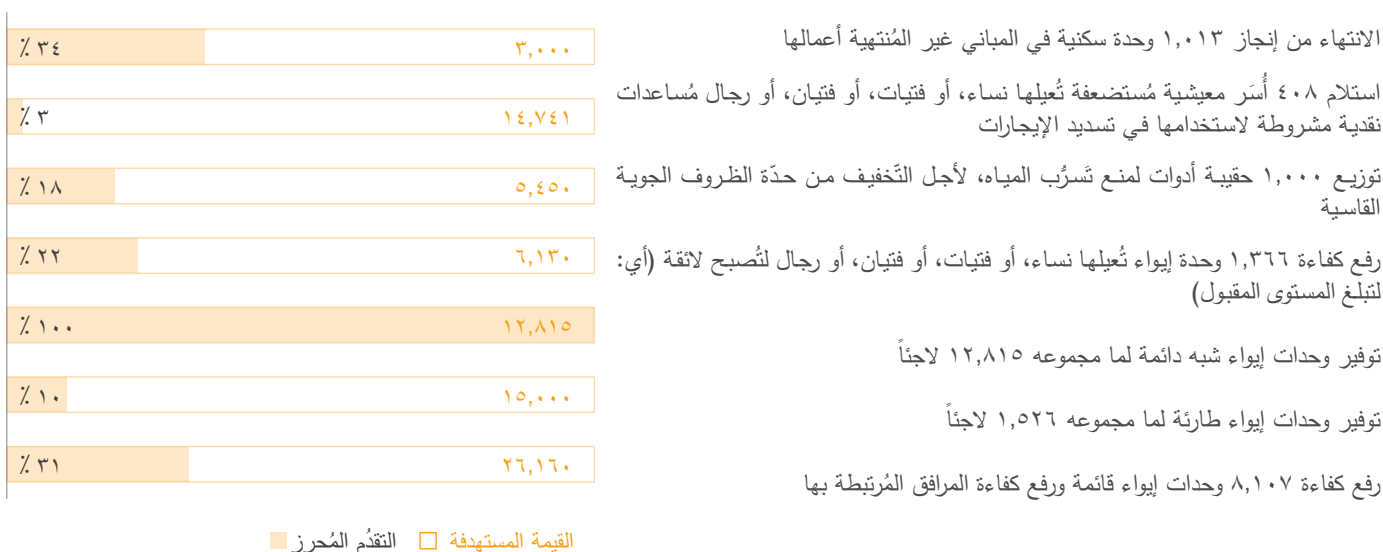 الانتهاء من إنجاز ١,٠١٣ وحدة سكنية في المباني غير المُنتهية أعمالها
٣,٠٠٠
٣٤ ٪
استلام ٤٠٨ أُسَر معيشية مُستضعفة تُعيلها نساء، أو فتيات، أو فتيان، أو رجال مُساعدات
نقدية مشروطة لاستخدامها في تسديد الإيجارات
١٤,٧٤١
٣ ٪
توزيع ١,٠٠٠ حقيبة أدوات لمنع تَسرُّب المياه، لأجل التّخفيف من حدّة الظروف الجوية
القاسية
٥,٤٥٠
١٨ ٪
رفع كفاءة ١,٣٦٦ وحدة إيواء تُعيلها نساء، أو فتيات، أو فتيان، أو رجال لتُصبح لائقة (أي:
لتبلغ المستوى المقبول)
٦,١٣٠
٢٢ ٪
توفير وحدات إيواء شبه دائمة لما مجموعه ١٢,٨١٥ لاجئاً
١٢,٨١٥
١٠٠ ٪
توفير وحدات إيواء طارئة لما مجموعه ١,٥٢٦ لاجئاً
١٥,٠٠٠
١٠ ٪
رفع كفاءة ٨,١٠٧ وحدات إيواء قائمة ورفع كفاءة المرافق المُرتبطة بها
٢٦,١٦٠
٣١ ٪
القيمة المستهدفة
التقدُم المُحرز